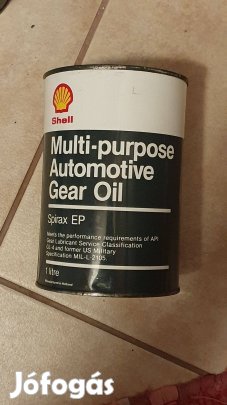 Shell
Multi-purpose
Automotive
Gear Oil
Spirax EP
Meets the performance requirements of API
Gear Lubricant Service Classification
GL-4 and former US Military
Specification MIL-L-2105.
1 litre
Jófogás